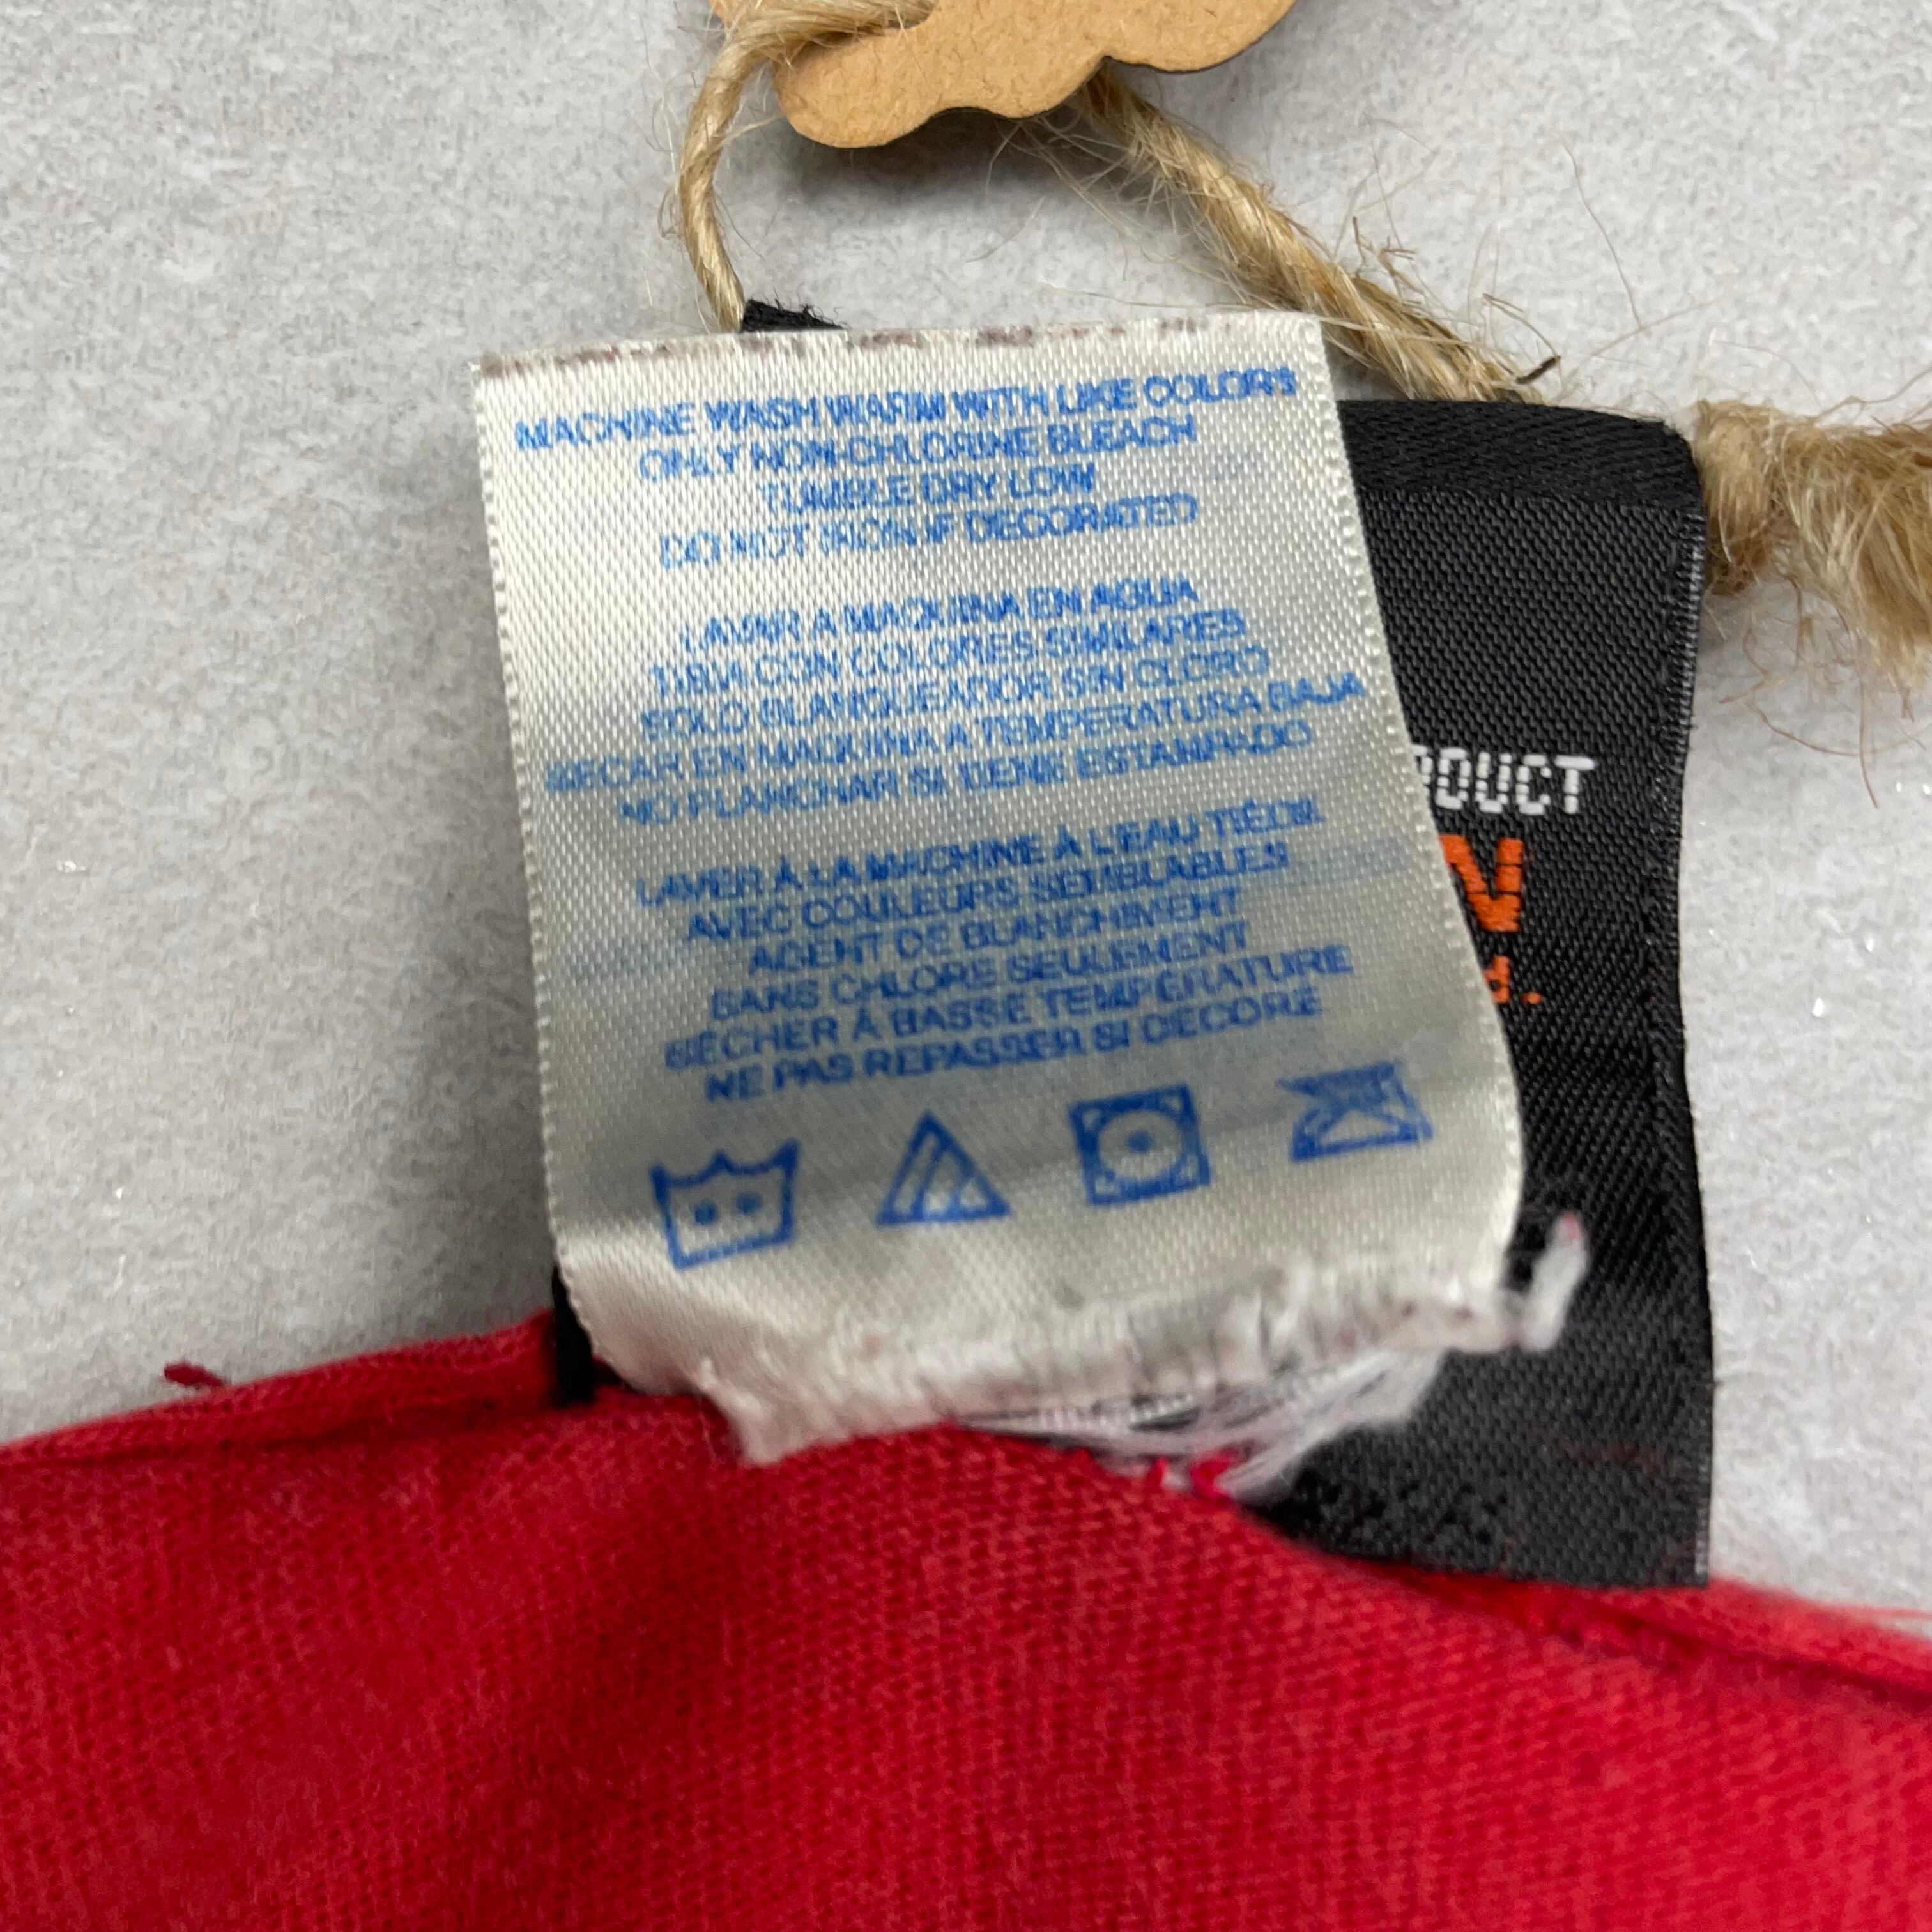 MACHINE WASH WARM WITH LIKE COLORS
ONLY NON-CHLORINE BLEACH
TUMBLE DRY LOW
DO NOT IRON IF DECORATED
LAVAR A MAQUINA EN AGUA
TIBIA CON COLORES SIMILARES
SOLO BLANQUEADOR SIN CLORO
SECAR EN MAQUINA A TEMPERATURA BAJA
NO PLANCHAR SI DENE ESTAMPADO
LAVER À LA MACHINE À L'EAU TIÉDE
AVEC COULEURS SEMBLABLES
AGENT DE BLANCHIMENT
SANS CHLORE SEULEMENT
SÉCHER À BASSE TEMPÉRATURE
NE PAS REPASSER SI DÉCORÉ
ODUCT
N
d.